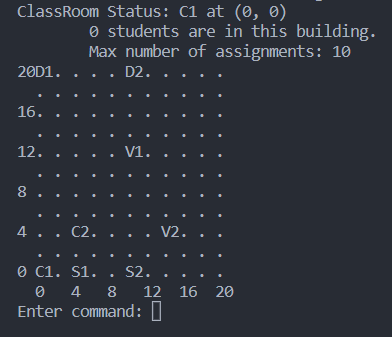 ClassRoom Status: C1 at (0, 0)
0 students are in this building.
Max number of assignments: 10
20D1. . . . D2. . . . .
. . . . . . . . . . .
16. . . . . . . . . . .
. . . . . . . . . . .
12. . . . . V1. . . . .
. . . . . . . . . . .
8 . . . . . . . . . . .
. . . . . . . . . . .
4 . . C2. . . . V2. . .
. . . . . . . . . . .
0 C1. S1. . S2. . . . .
0 4 8 12 16 20
Enter command: